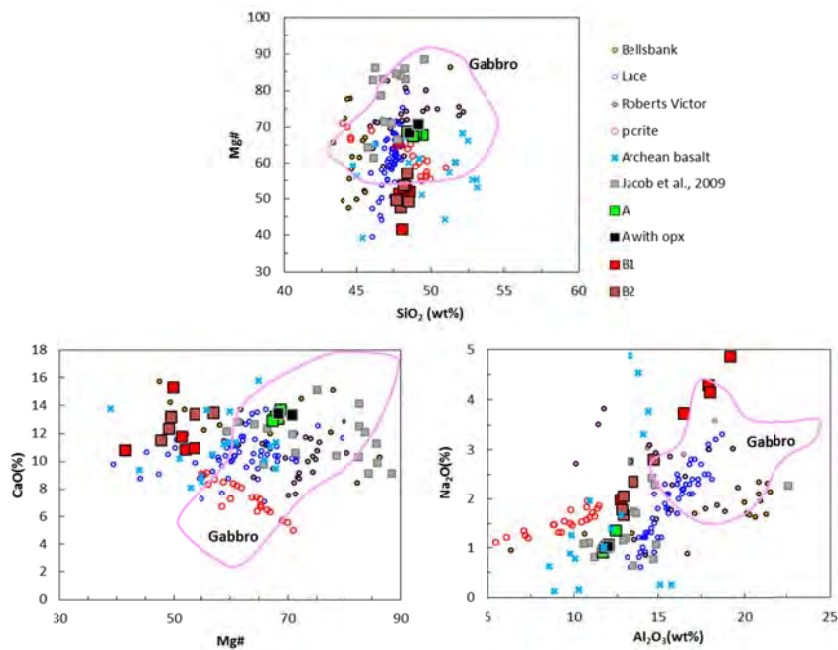 100
90
80
70
60
50
40
30
Mg#
Gabbro
40 45 50 55 60
SiO₂ (wt%)
Bellsbank
Lace
Roberts Victor
picrite
Archean basalt
Jacob et al., 2009
A
A with opx
B1
B2
18
16
14
12
10
8
6
4
2
0
CaO(%)
Gabbro
30 50 70 90
Mg#
5
4
3
2
1
0
Na₂O(%)
Gabbro
5 10 15 20 25
Al₂O₃(wt%)